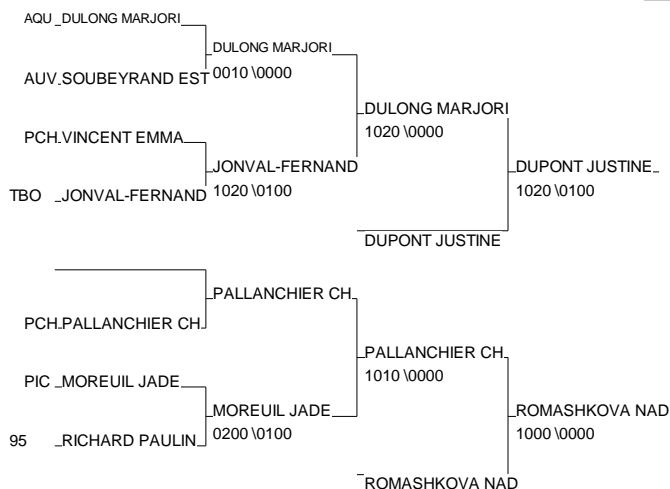 AQU DULONG MARJORI
DULONG MARJORI
0010 \0000
AUV SOUBEYRAND EST
DULONG MARJORI
1020 \0000
PCH VINCENT EMMA
JONVAL-FERNAND
1020 \0100
TBO JONVAL-FERNAND
DUPONT JUSTINE
1020 \0100
DUPONT JUSTINE
PALLANCHIER CH
PCH PALLANCHIER CH
PALLANCHIER CH
1010 \0000
PIC MOREUIL JADE
MOREUIL JADE
0200 \0100
95 RICHARD PAULIN
ROMASHKOVA NAD
1000 \0000
ROMASHKOVA NAD